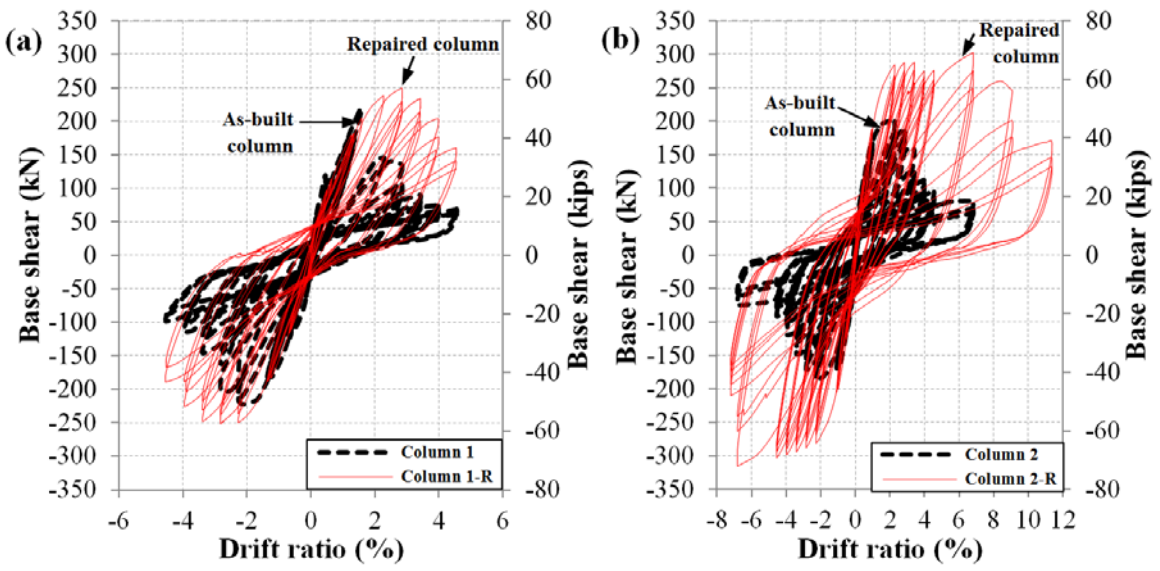 (a)
Base shear (kN)
350
300
250
200
150
100
50
0
-50
-100
-150
-200
-250
-300
-350
Repaired column
As-built
column
Column 1
Column 1-R
80
60
40
20
0
-20
-40
-60
-80
Base shear (kips)
-6 -4 -2 0 2 4 6
Drift ratio (%)
(b)
Base shear (kN)
350
300
250
200
150
100
50
0
-50
-100
-150
-200
-250
-300
-350
Repaired
column
As-built
column
Column 2
Column 2-R
80
60
40
20
0
-20
-40
-60
-80
Base shear (kips)
-8 -6 -4 -2 0 2 4 6 8 10 12
Drift ratio (%)